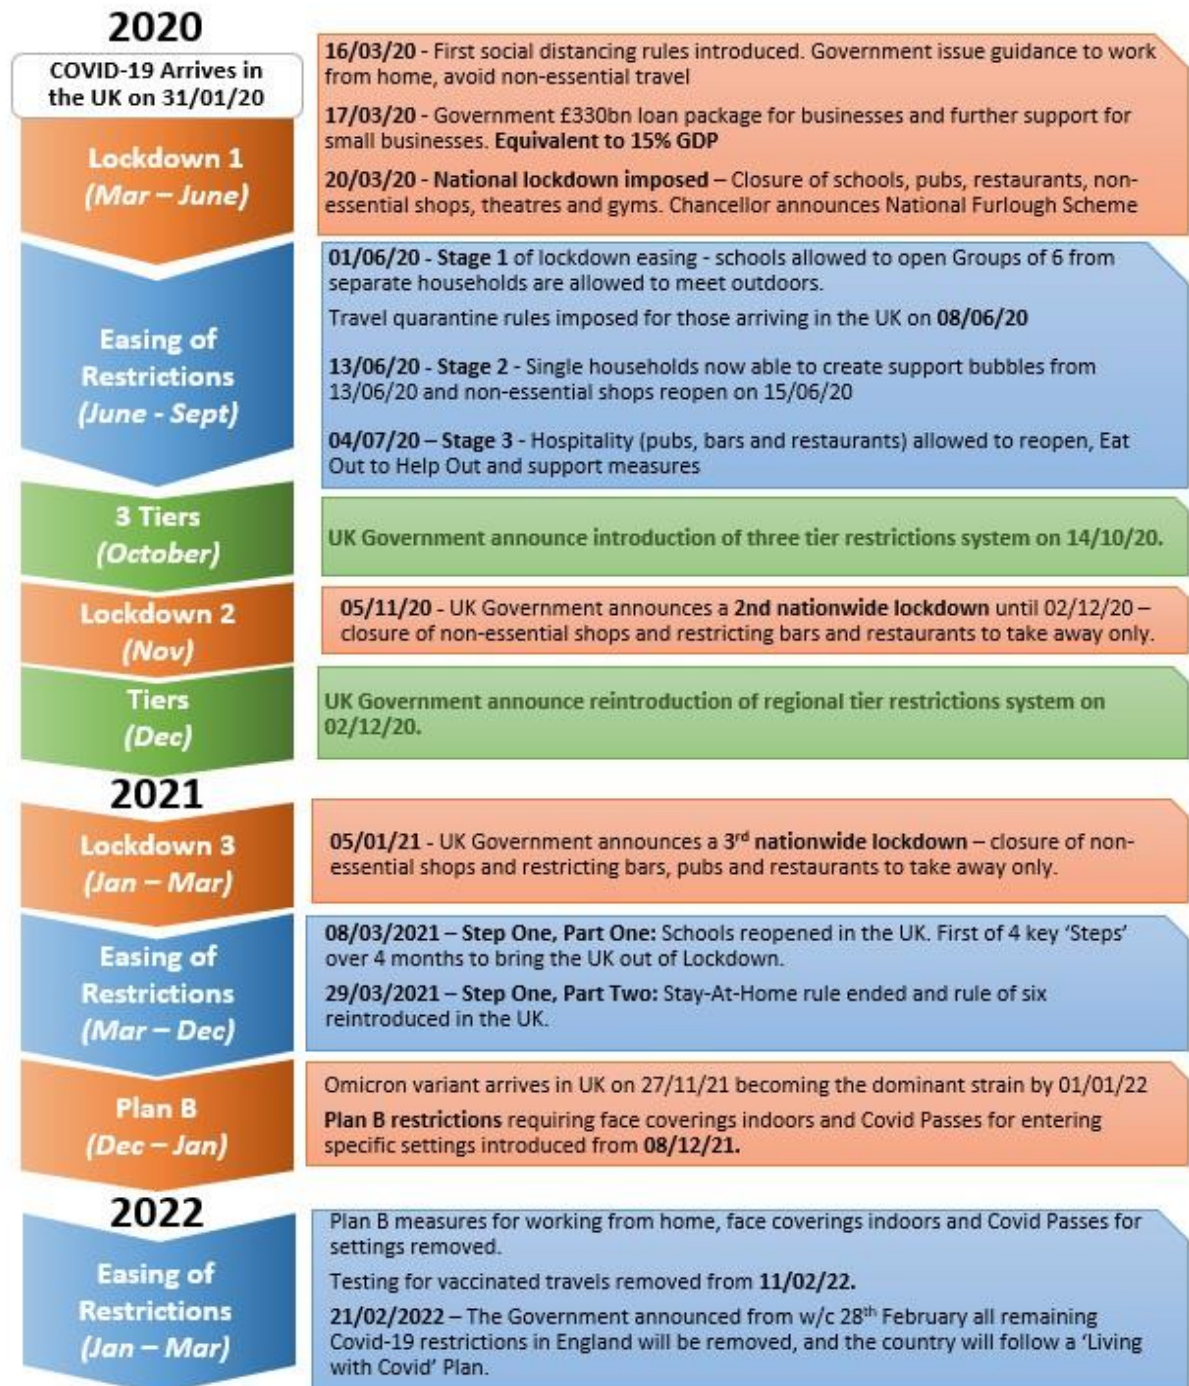 2020
COVID-19 Arrives in
the UK on 31/01/20
Lockdown 1
(Mar – June)
16/03/20 - First social distancing rules introduced. Government issue guidance to work
from home, avoid non-essential travel
17/03/20 - Government £330bn loan package for businesses and further support for
small businesses. Equivalent to 15% GDP
20/03/20 - National lockdown imposed – Closure of schools, pubs, restaurants, non-
essential shops, theatres and gyms. Chancellor announces National Furlough Scheme
Easing of
Restrictions
(June - Sept)
01/06/20 - Stage 1 of lockdown easing - schools allowed to open Groups of 6 from
separate households are allowed to meet outdoors.
Travel quarantine rules imposed for those arriving in the UK on 08/06/20
13/06/20 - Stage 2 - Single households now able to create support bubbles from
13/06/20 and non-essential shops reopen on 15/06/20
04/07/20 – Stage 3 - Hospitality (pubs, bars and restaurants) allowed to reopen, Eat
Out to Help Out and support measures
3 Tiers
(October)
UK Government announce introduction of three tier restrictions system on 14/10/20.
Lockdown 2
(Nov)
05/11/20 - UK Government announces a 2nd nationwide lockdown until 02/12/20 –
closure of non-essential shops and restricting bars and restaurants to take away only.
Tiers
(Dec)
UK Government announce reintroduction of regional tier restrictions system on
02/12/20.
2021
Lockdown 3
(Jan – Mar)
05/01/21 - UK Government announces a 3rd nationwide lockdown – closure of non-
essential shops and restricting bars, pubs and restaurants to take away only.
Easing of
Restrictions
(Mar – Dec)
08/03/2021 – Step One, Part One: Schools reopened in the UK. First of 4 key ‘Steps’
over 4 months to bring the UK out of Lockdown.
29/03/2021 – Step One, Part Two: Stay-At-Home rule ended and rule of six
reintroduced in the UK.
Plan B
(Dec – Jan)
Omicron variant arrives in UK on 27/11/21 becoming the dominant strain by 01/01/22
Plan B restrictions requiring face coverings indoors and Covid Passes for entering
specific settings introduced from 08/12/21.
2022
Easing of
Restrictions
(Jan – Mar)
Plan B measures for working from home, face coverings indoors and Covid Passes for
settings removed.
Testing for vaccinated travels removed from 11/02/22.
21/02/2022 – The Government announced from w/c 28th February all remaining
Covid-19 restrictions in England will be removed, and the country will follow a ‘Living
with Covid’ Plan.